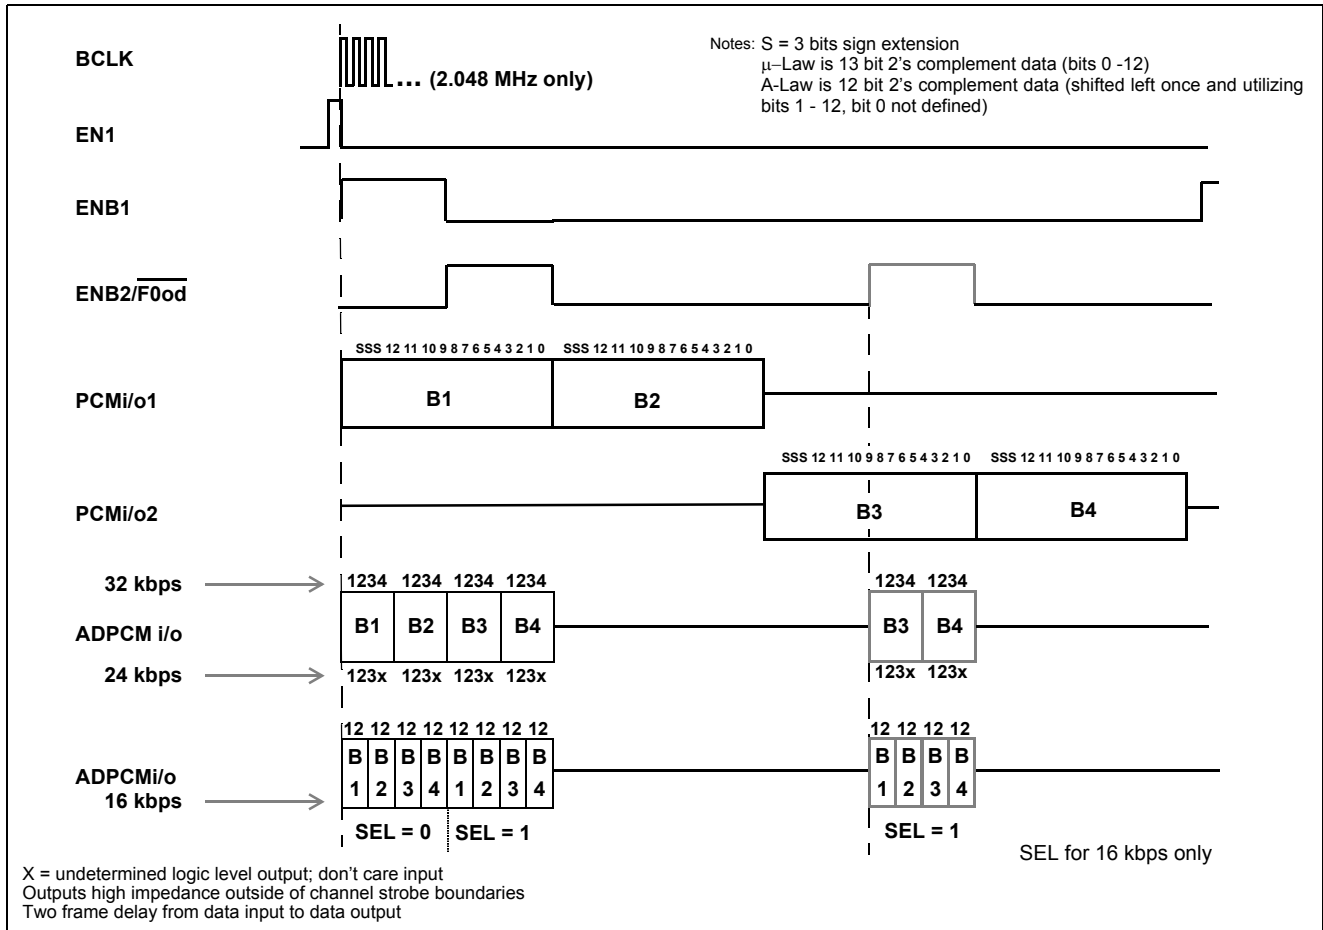 BCLK
... (2.048 MHz only)
Notes: S = 3 bits sign extension
μ–Law is 13 bit 2's complement data (bits 0 -12)
A-Law is 12 bit 2's complement data (shifted left once and utilizing
bits 1 - 12, bit 0 not defined)
EN1
ENB1
ENB2/F0od
SSS 12 11 10 9 8 7 6 5 4 3 2 1 0 SSS 12 11 10 9 8 7 6 5 4 3 2 1 0
PCMi/o1
B1 B2
SSS 12 11 10 9 8 7 6 5 4 3 2 1 0 SSS 12 11 10 9 8 7 6 5 4 3 2 1 0
PCMi/o2
B3 B4
32 kbps
1234 1234 1234 1234 1234 1234
ADPCM i/o
B1 B2 B3 B4 B3 B4
24 kbps
123x 123x 123x 123x 123x 123x
12 12 12 12 12 12 12 12 12 12 12 12
B B B B B B B B B B B B
ADPCMi/o
1 2 3 4 1 2 3 4 1 2 3 4
16 kbps
SEL = 0 SEL = 1 SEL = 1
SEL for 16 kbps only
X = undetermined logic level output; don't care input
Outputs high impedance outside of channel strobe boundaries
Two frame delay from data input to data output